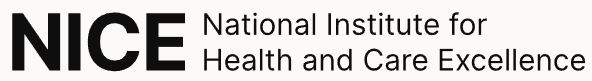 NICE
National Institute for
Health and Care Excellence